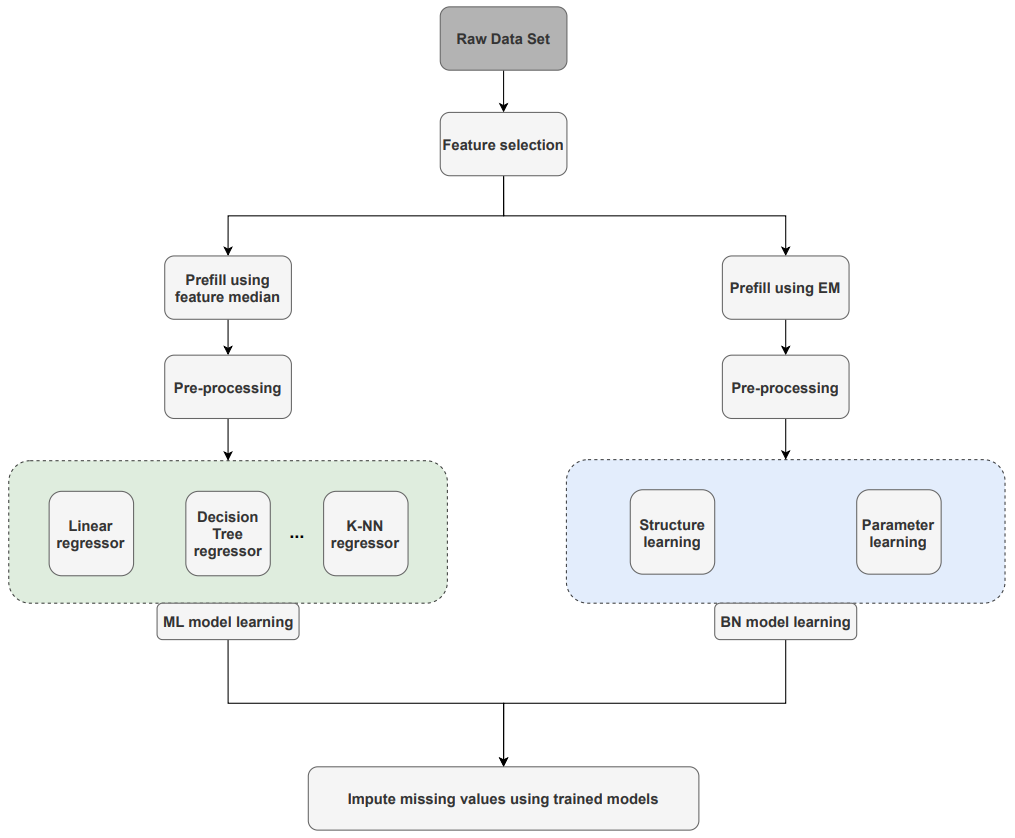 Raw Data Set
Feature selection
Prefill using
feature median
Prefill using EM
Pre-processing
Pre-processing
Linear
regressor
Decision
Tree
regressor
...
K-NN
regressor
Structure
learning
Parameter
learning
ML model learning
BN model learning
Impute missing values using trained models